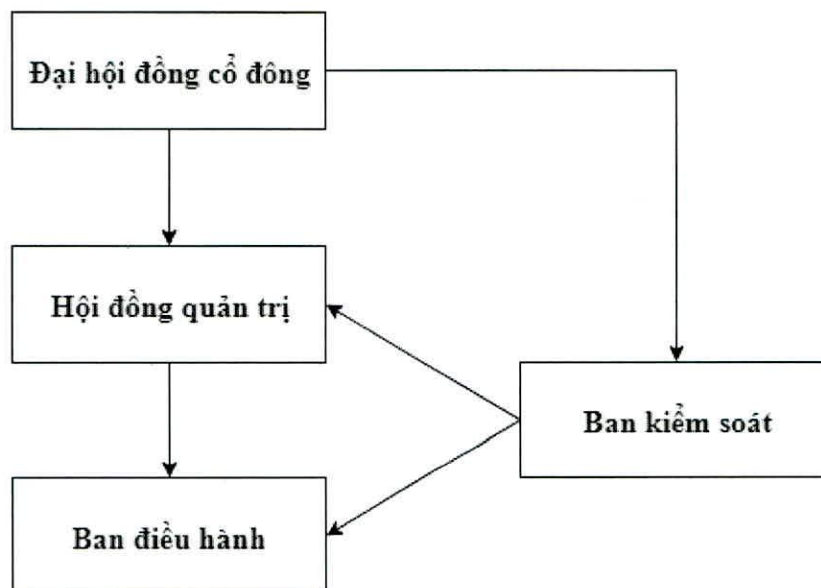 Đại hội đồng cổ đông
Hội đồng quản trị
Ban kiểm soát
Ban điều hành